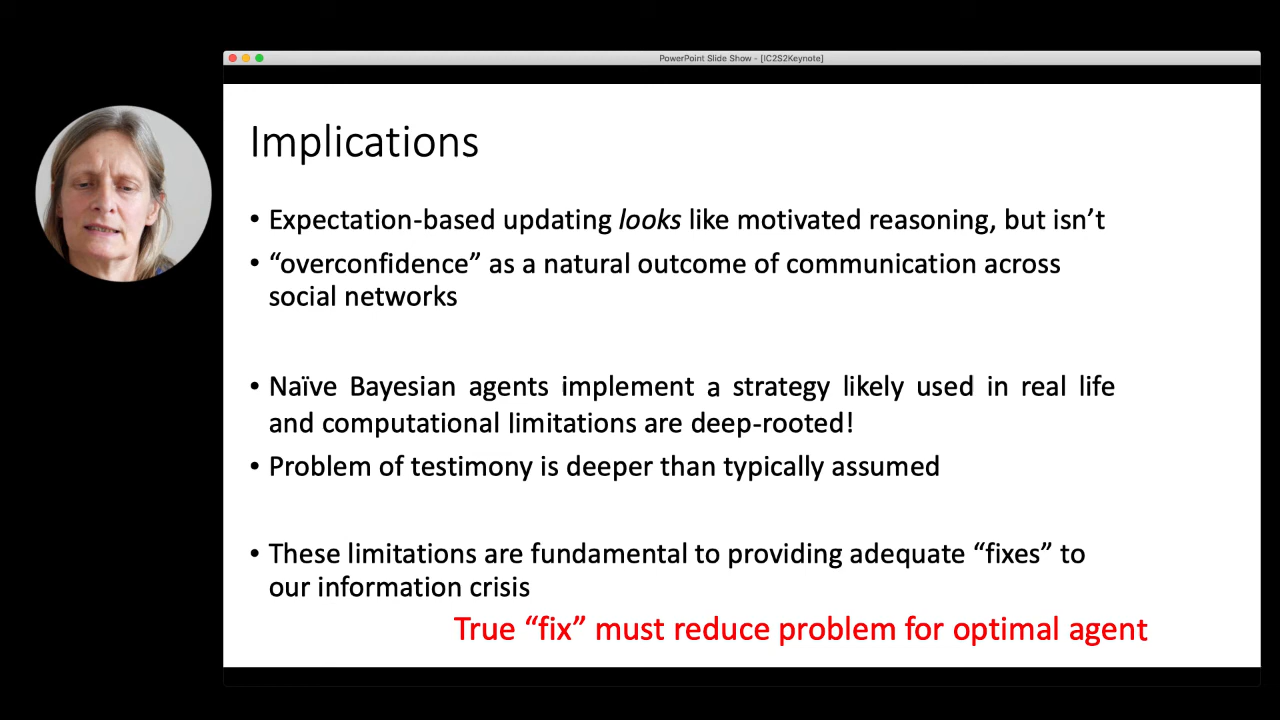 PowerPoint Slide Show - [IC2S2Keynote]
Implications
• Expectation-based updating looks like motivated reasoning, but isn’t
• “overconfidence” as a natural outcome of communication across
social networks
• Naïve Bayesian agents implement a strategy likely used in real life
and computational limitations are deep-rooted!
• Problem of testimony is deeper than typically assumed
• These limitations are fundamental to providing adequate “fixes” to
our information crisis
True “fix” must reduce problem for optimal agent